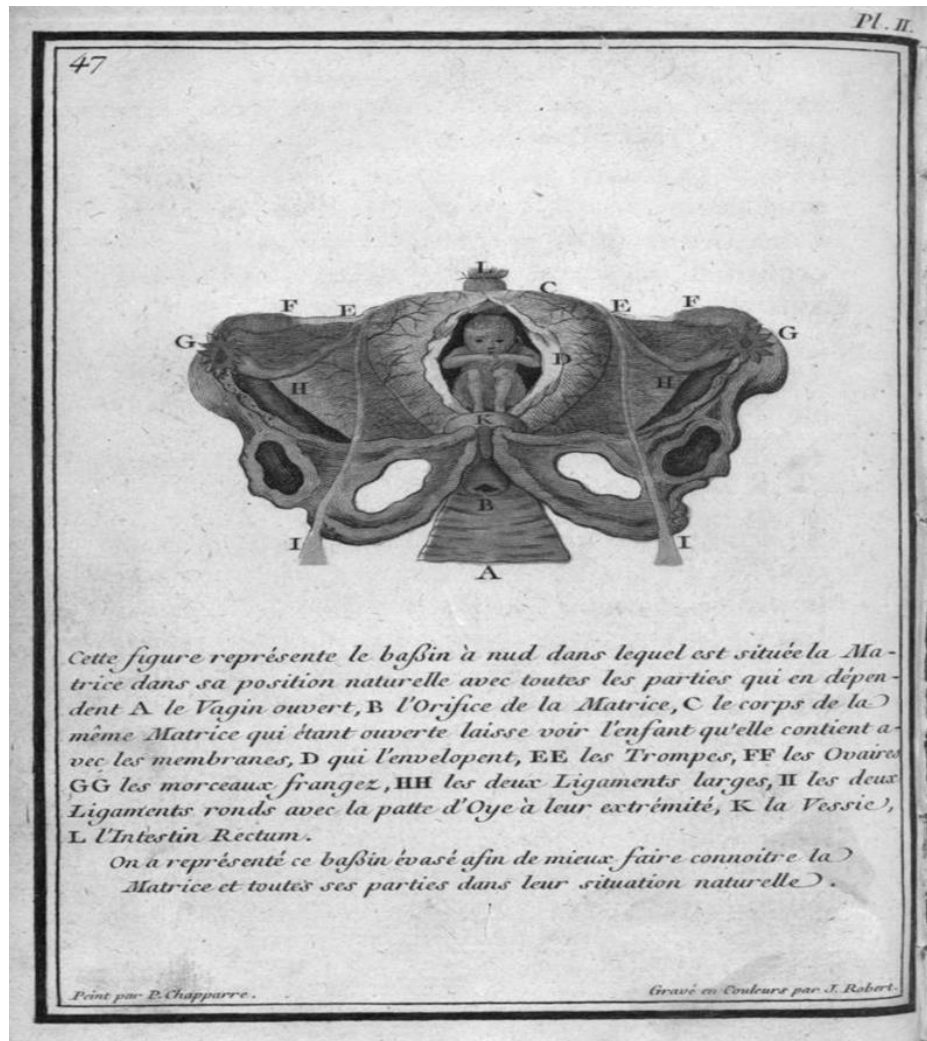 Pl. II.
47
L
F E C E F
G D G
H H
K
B
I I
A
Cette figure représente le baßin à nud dans lequel est située la Ma-
trice dans sa position naturelle avec toutes les parties qui en dépen-
dent A le Vagin ouvert, B l'Orifice de la Matrice, C le corps de la
même Matrice qui étant ouverte laisse voir l'enfant qu'elle contient a-
vec les membranes, D qui l'envelopent, EE les Trompes, FF les Ovaires
GG les morceaux frangez, HH les deux Ligaments larges, II les deux
Ligaments ronds avec la patte d'Oye à leur extrémité, K la Vessie,
L l'Intestin Rectum.
On a représenté ce baßin évasé afin de mieux faire connoitre la
Matrice et toutes ses parties dans leur situation naturelle.
Peint par P. Chapparre.
Gravé en Couleurs par J. Robert.